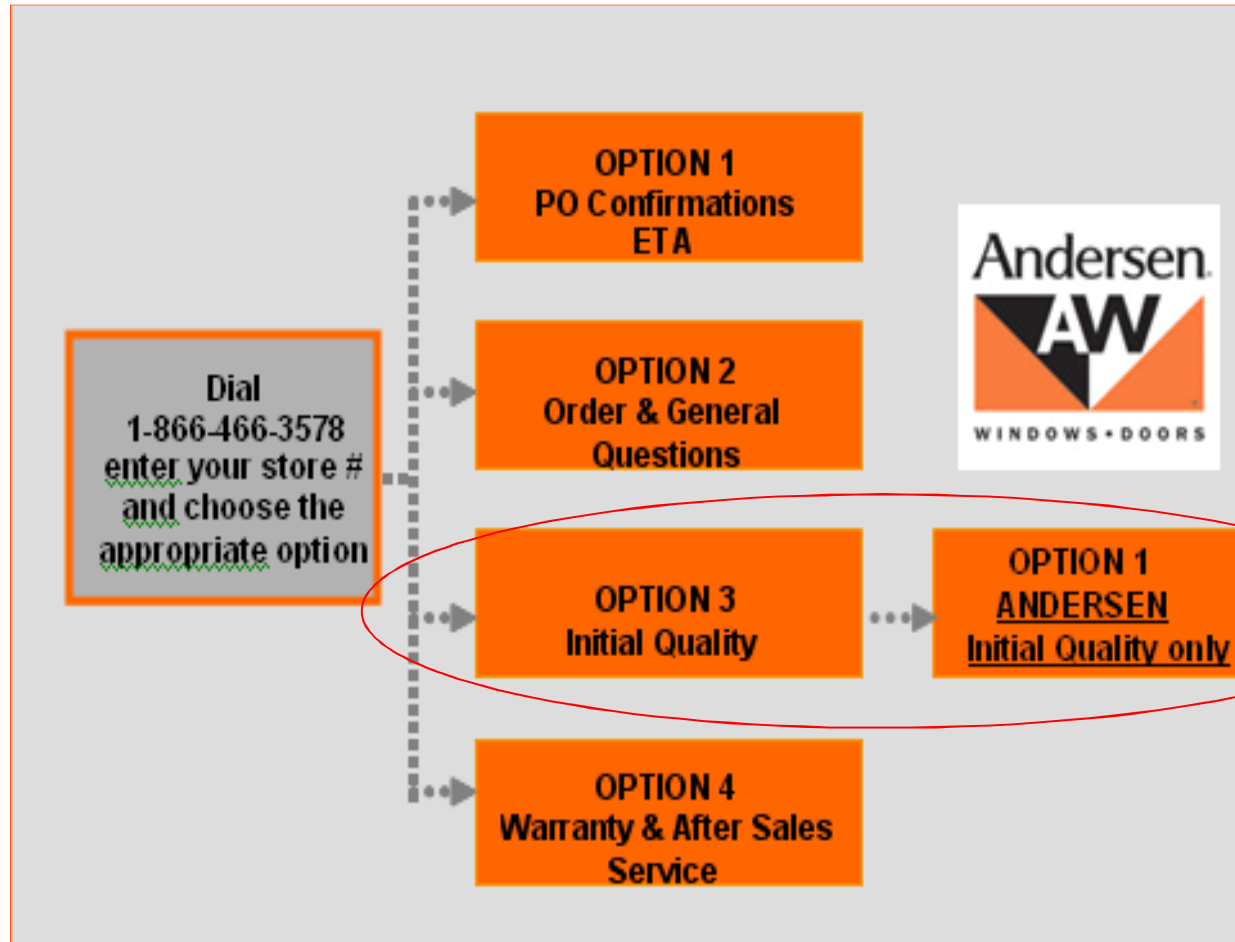 Dial
1-866-466-3578
enter your store #
and choose the
appropriate option
OPTION 1
PO Confirmations
ETA
OPTION 2
Order & General
Questions
OPTION 3
Initial Quality
OPTION 1
ANDERSEN
Initial Quality only
OPTION 4
Warranty & After Sales
Service
Andersen.
AW
WINDOWS • DOORS